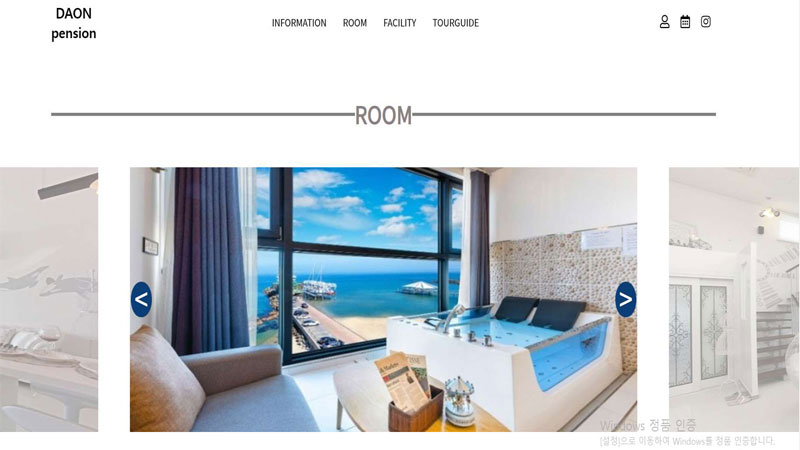 DAON
pension
INFORMATION ROOM FACILITY TOURGUIDE
ROOM
< >
Windows 정품 인증
[설정]으로 이동하여 Windows를 정품 인증합니다.